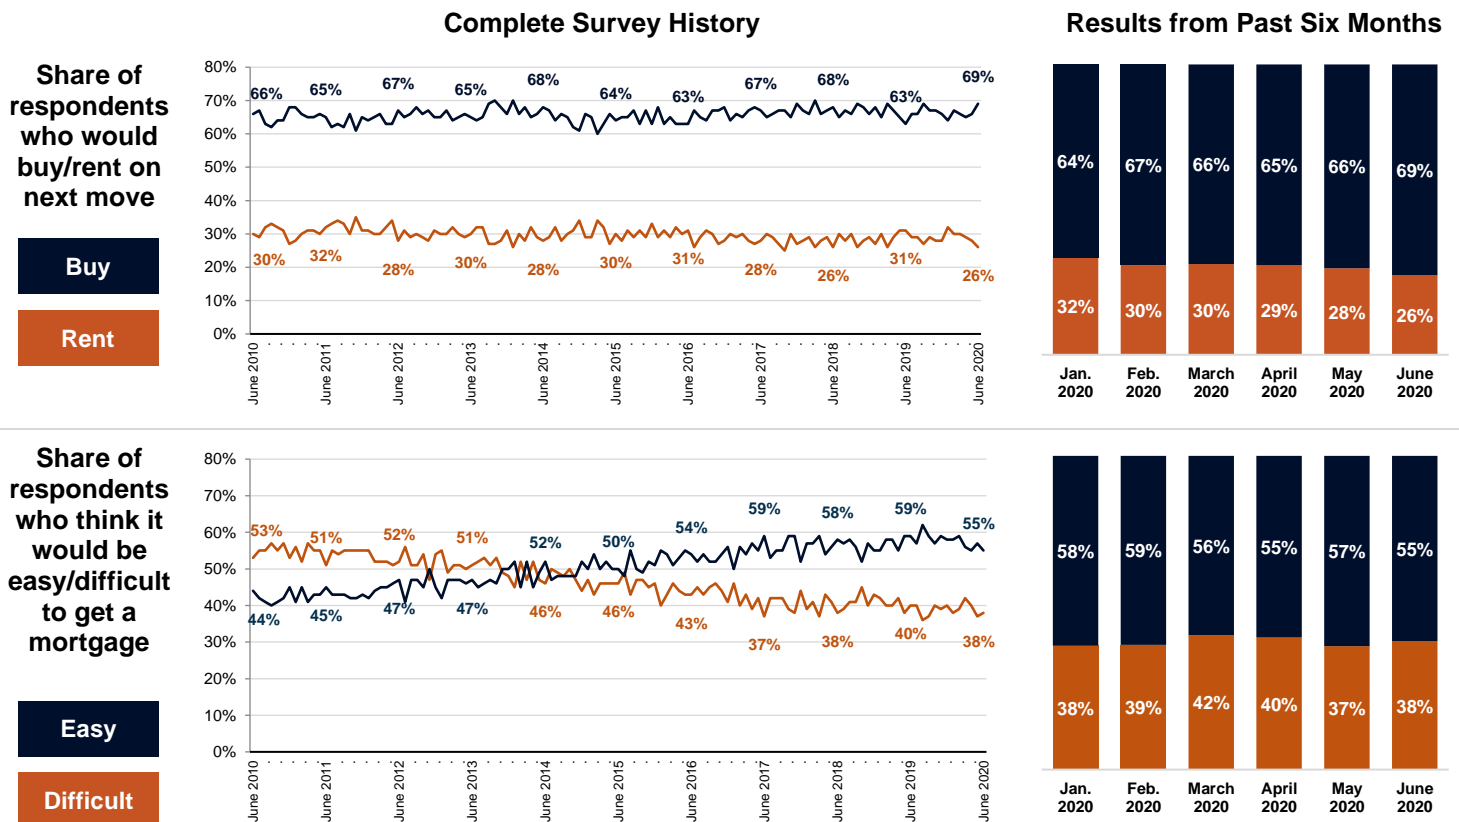 Complete Survey History
Results from Past Six Months
Share of
respondents
who would
buy/rent on
next move
Buy
Rent
80%
70%
60%
50%
40%
30%
20%
10%
0%
66%
65%
67%
65%
68%
64%
63%
67%
68%
63%
69%
30%
32%
28%
30%
28%
30%
31%
28%
26%
31%
26%
June 2010
June 2011
June 2012
June 2013
June 2014
June 2015
June 2016
June 2017
June 2018
June 2019
June 2020
64%
67%
66%
65%
66%
69%
32%
30%
30%
29%
28%
26%
Jan.
2020
Feb.
2020
March
2020
April
2020
May
2020
June
2020
Share of
respondents
who think it
would be
easy/difficult
to get a
mortgage
Easy
Difficult
80%
70%
60%
50%
40%
30%
20%
10%
0%
53%
51%
52%
51%
52%
50%
54%
59%
58%
59%
55%
44%
45%
47%
47%
46%
46%
43%
37%
38%
40%
38%
June 2010
June 2011
June 2012
June 2013
June 2014
June 2015
June 2016
June 2017
June 2018
June 2019
June 2020
58%
59%
56%
55%
57%
55%
38%
39%
42%
40%
37%
38%
Jan.
2020
Feb.
2020
March
2020
April
2020
May
2020
June
2020